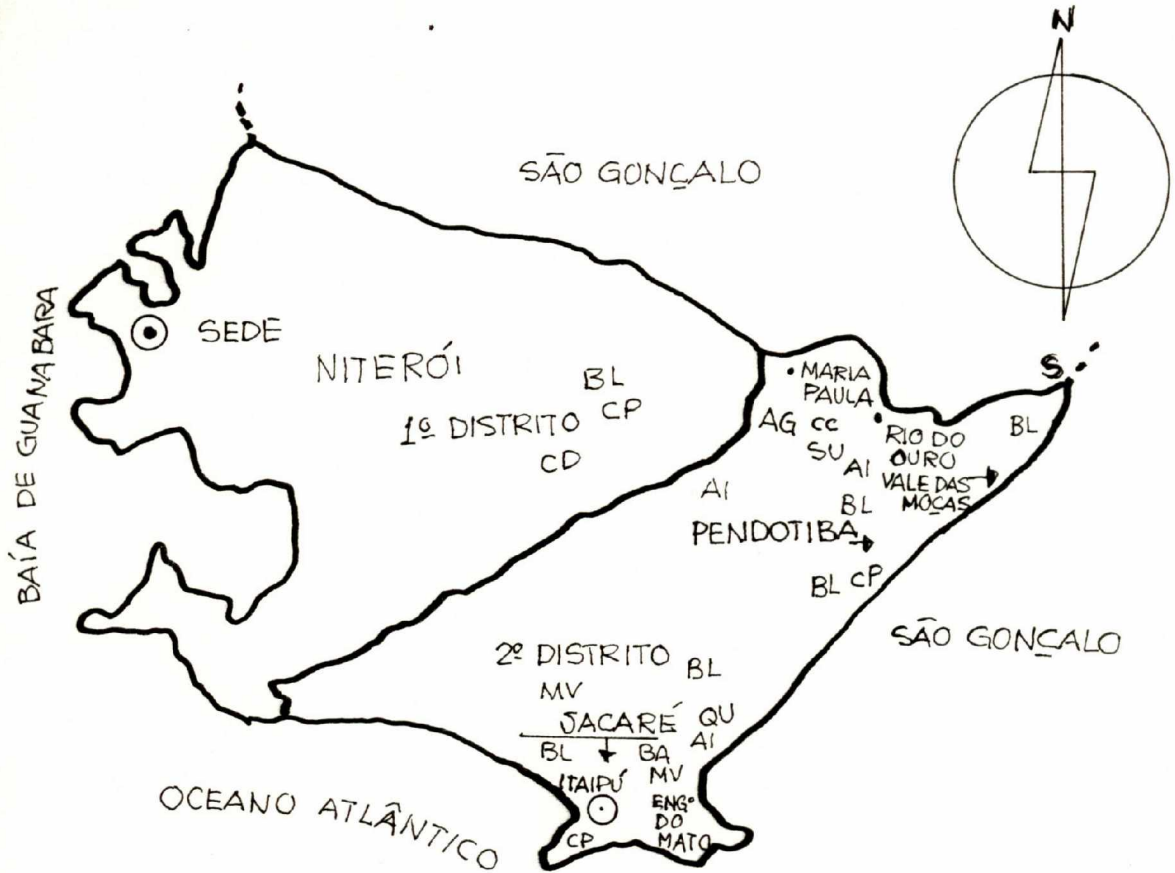 N
SÃO GONÇALO
BAÍA DE GUANABARA
SEDE
NITERÓI
1º DISTRITO
BL
CP
CD
S
MARIA
PAULA
AG CC
SU
AI
RIO DO
OURO
VALE DAS
MOÇAS
BL
AI
BL
PENDOTIBA
BL CP
SÃO GONÇALO
2º DISTRITO
BL
MV
JACARÉ
QU
AI
BL
BA
MV
ITAIPÚ
ENGº
DO
MATO
CP
OCEANO ATLÂNTICO